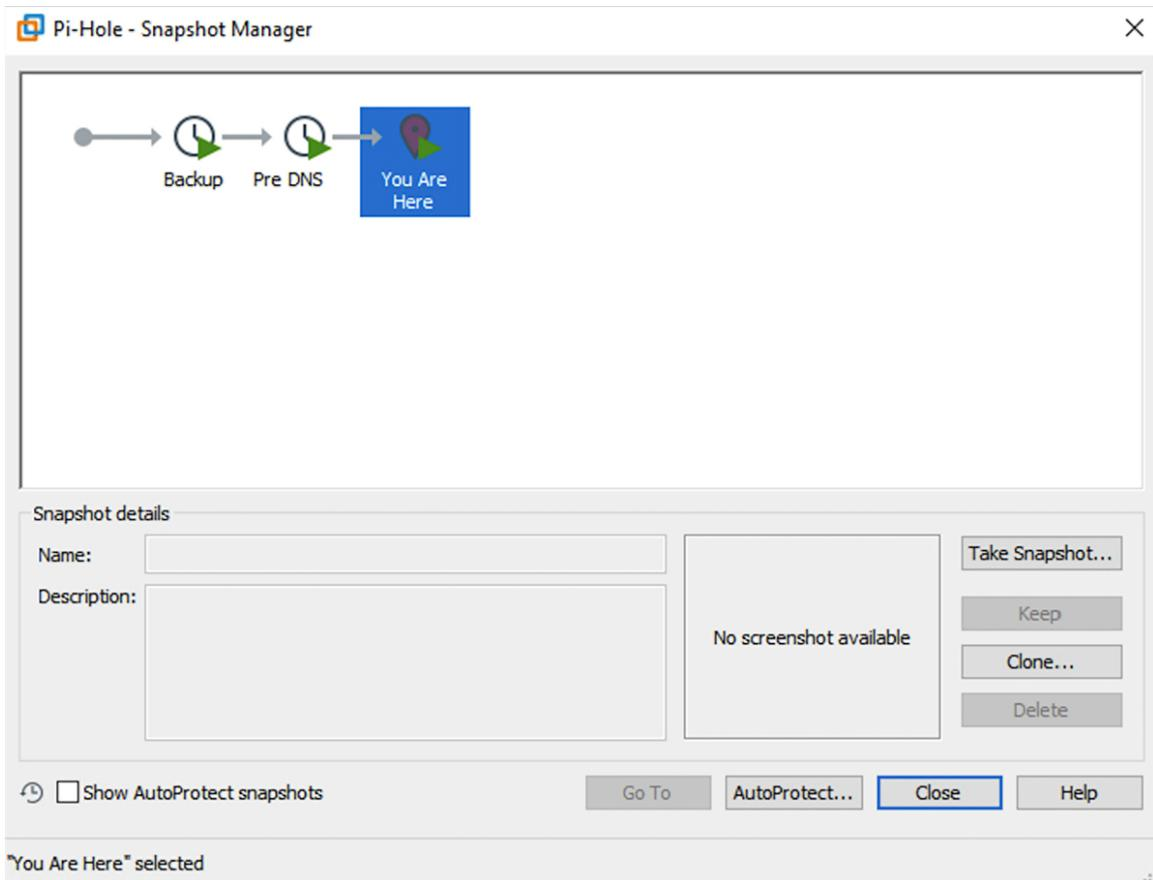 Pi-Hole - Snapshot Manager
Backup
Pre DNS
You Are
Here
Snapshot details
Name:
Take Snapshot...
Description:
Keep
No screenshot available
Clone...
Delete
Show AutoProtect snapshots
Go To
AutoProtect...
Close
Help
"You Are Here" selected